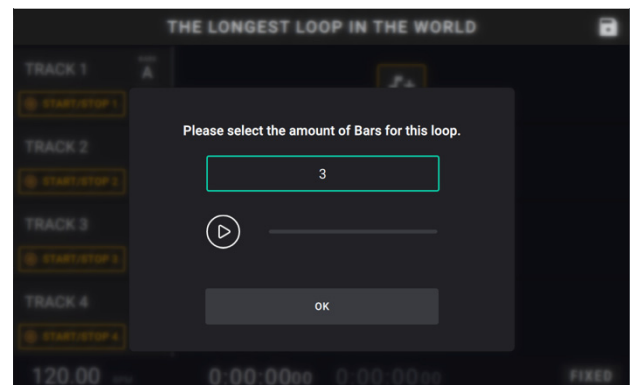 THE LONGEST LOOP IN THE WORLD
TRACK 1
A
START/STOP 1
Please select the amount of Bars for this loop.
TRACK 2
3
START/STOP 2
TRACK 3
START/STOP 3
TRACK 4
OK
START/STOP 4
120.00
0:00:0000 0:00:0000
FIXED